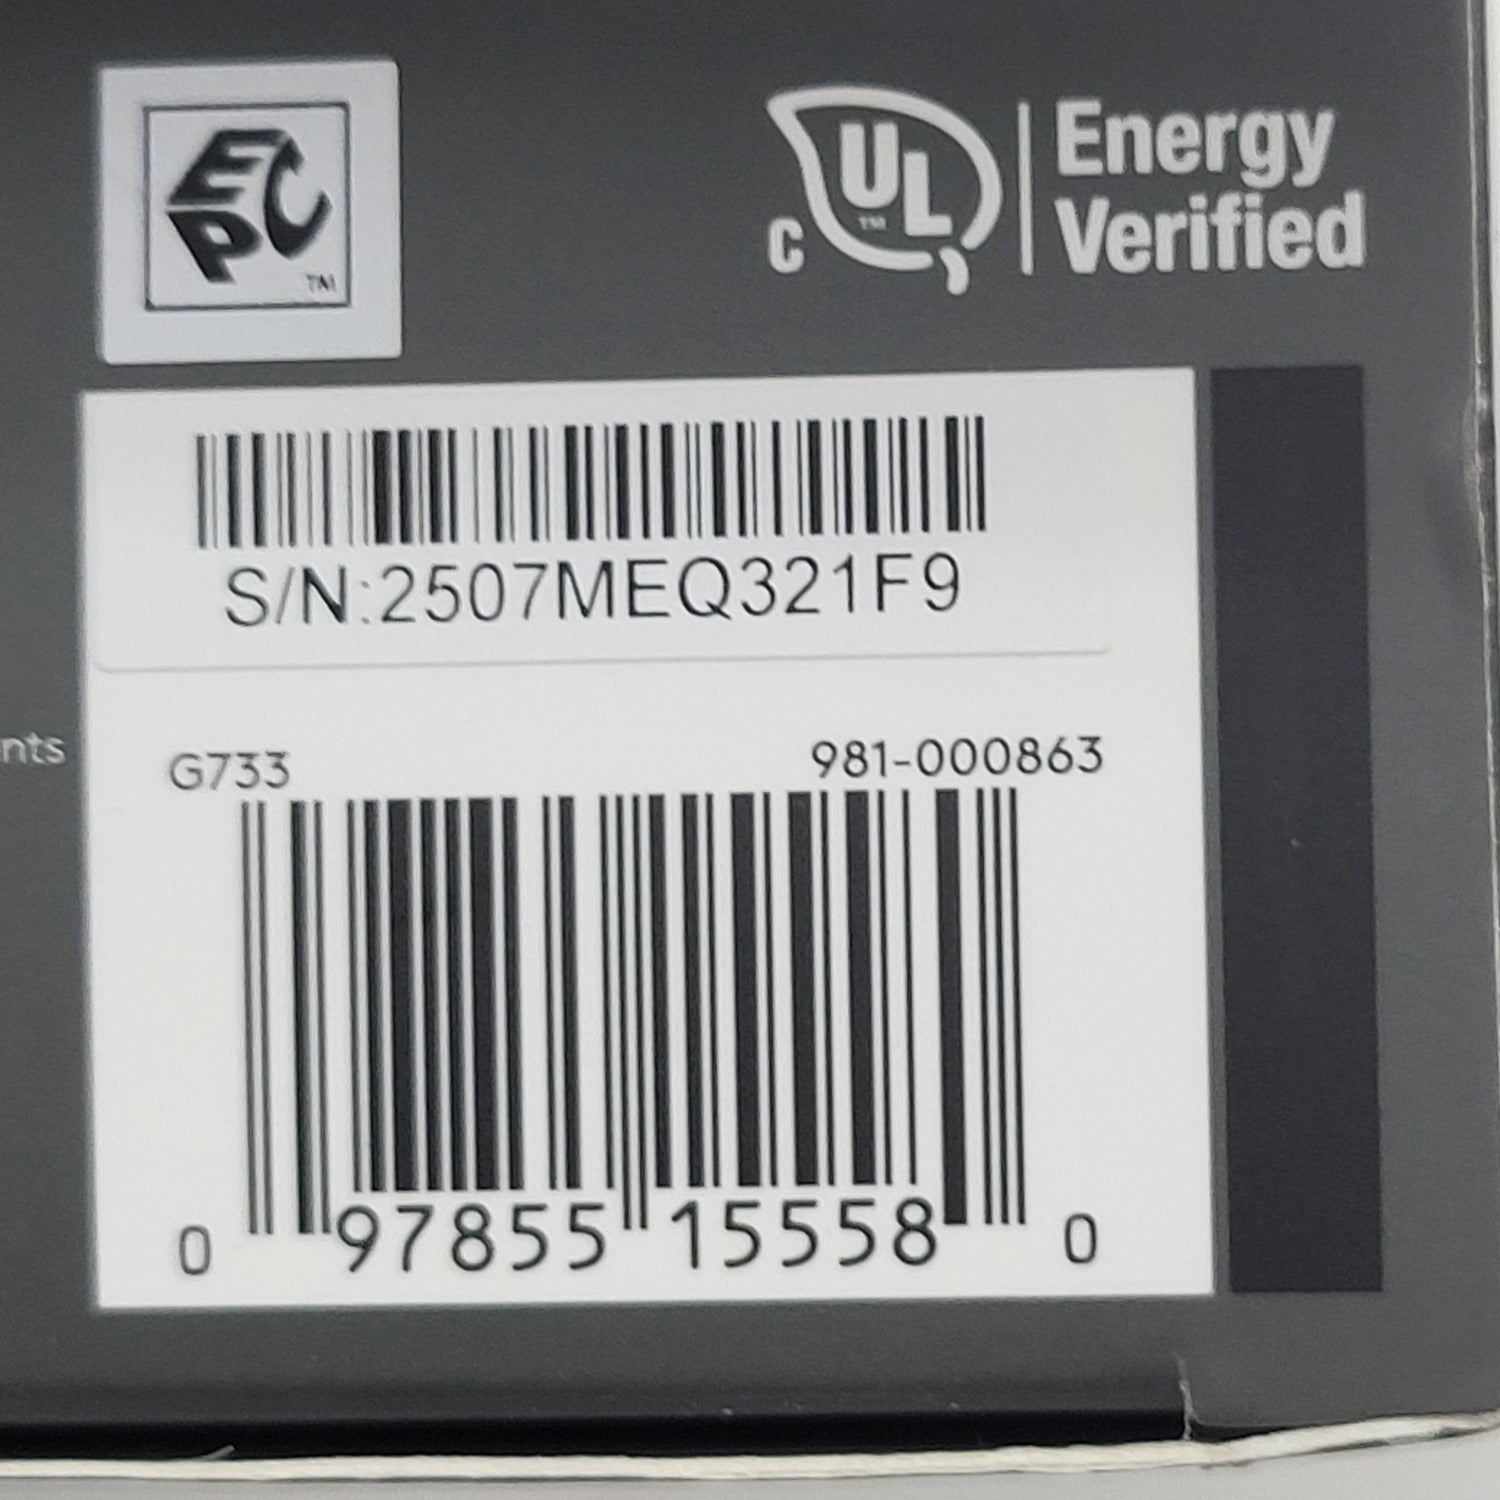 EPC
™
C UL
™
Energy
Verified
S/N:2507MEQ321F9
nts
G733
981-000863
0 97855 15558 0